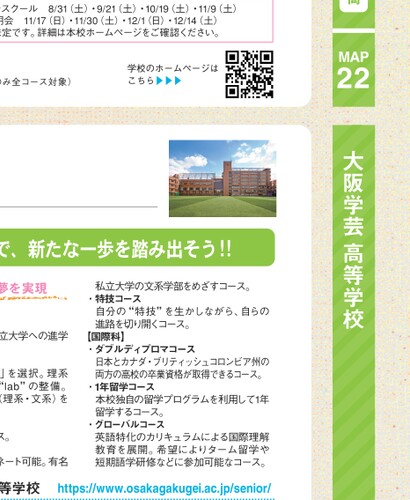 スクール 8/31（土）・9/21（土）・10/19（土）・11/9（土）
明会 11/17（日）・11/30（土）・12/1（日）・12/14（土）
定です。詳細は本校ホームページをご確認ください。
学校のホームページは
こちら▶▶▶
のみ全コース対象）
MAP
22
大阪学芸 高等学校
で、新たな一歩を踏み出そう!!
夢を実現
私立大学の文系学部をめざすコース。
・特技コース
自分の“特技”を生かしながら、自らの
進路を切り開くコース。
立大学への進学
【国際科】
・ダブルディプロマコース
日本とカナダ・ブリティッシュコロンビア州の
両方の高校の卒業資格が取得できるコース。
」を選択。理系
“lab”の整備。
（理系・文系）を
・1年留学コース
本校独自の留学プログラムを利用して1年
留学するコース。
・グローバルコース
英語特化のカリキュラムによる国際理解
教育を展開。希望によりターム留学や
短期語学研修などに参加可能なコース。
ス。
ネート可能。有名
等学校
https://www.osakagakugei.ac.jp/senior/